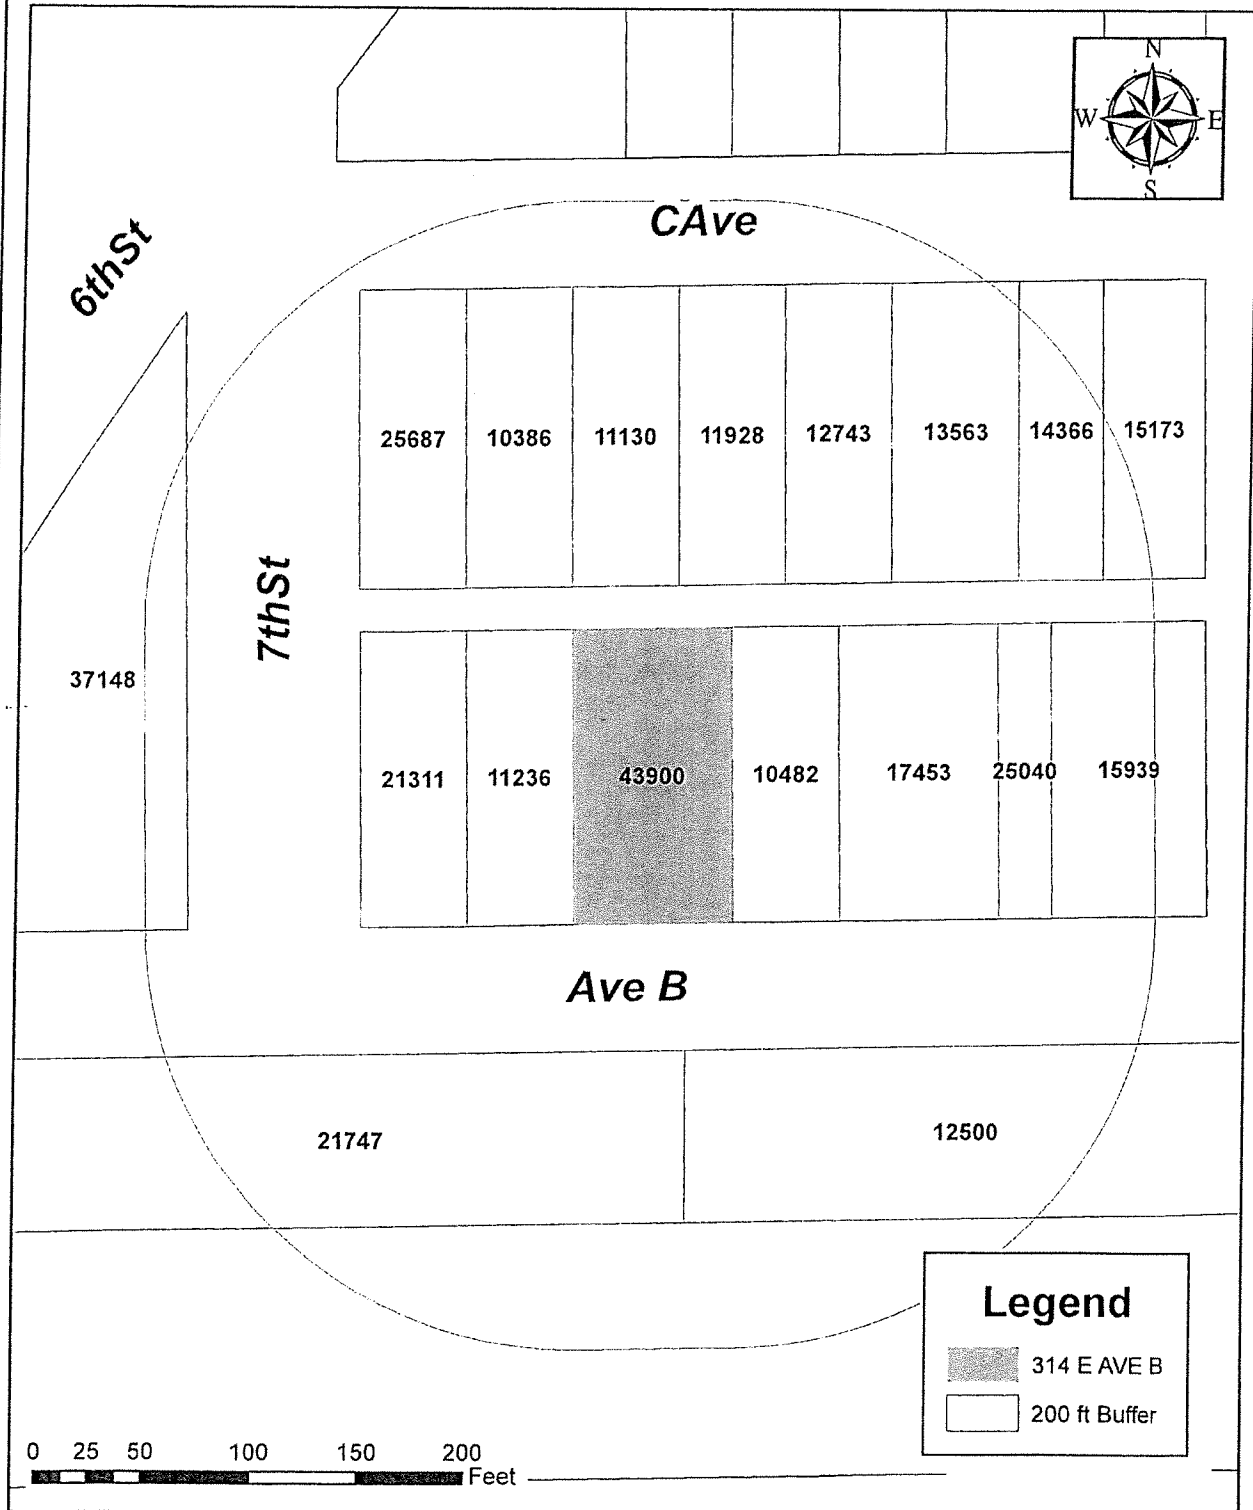 N
W E
S
CAve
6thSt
25687 10386 11130 11928 12743 13563 14366 15173
7thSt
37148
21311 11236 43900 10482 17453 25040 15939
Ave B
21747 12500
Legend
314 E AVE B
200 ft Buffer
0 25 50 100 150 200
Feet